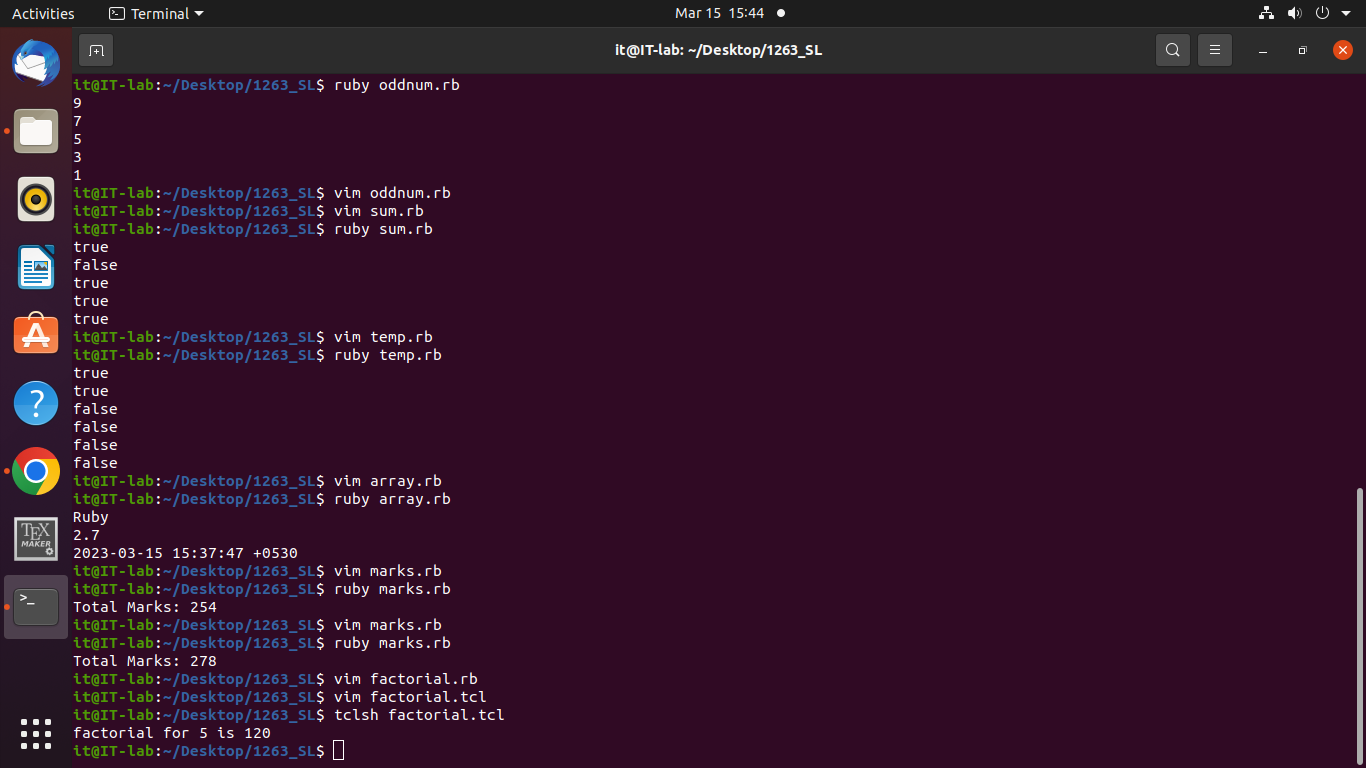 Activities Terminal Mar 15 15:44
it@IT-lab: ~/Desktop/1263_SL
it@IT-lab:~/Desktop/1263_SL$ ruby oddnum.rb
9
7
5
3
1
it@IT-lab:~/Desktop/1263_SL$ vim oddnum.rb
it@IT-lab:~/Desktop/1263_SL$ vim sum.rb
it@IT-lab:~/Desktop/1263_SL$ ruby sum.rb
true
false
true
true
true
it@IT-lab:~/Desktop/1263_SL$ vim temp.rb
it@IT-lab:~/Desktop/1263_SL$ ruby temp.rb
true
true
false
false
false
false
it@IT-lab:~/Desktop/1263_SL$ vim array.rb
it@IT-lab:~/Desktop/1263_SL$ ruby array.rb
Ruby
2.7
2023-03-15 15:37:47 +0530
it@IT-lab:~/Desktop/1263_SL$ vim marks.rb
it@IT-lab:~/Desktop/1263_SL$ ruby marks.rb
Total Marks: 254
it@IT-lab:~/Desktop/1263_SL$ vim marks.rb
it@IT-lab:~/Desktop/1263_SL$ ruby marks.rb
Total Marks: 278
it@IT-lab:~/Desktop/1263_SL$ vim factorial.rb
it@IT-lab:~/Desktop/1263_SL$ vim factorial.tcl
it@IT-lab:~/Desktop/1263_SL$ tclsh factorial.tcl
factorial for 5 is 120
it@IT-lab:~/Desktop/1263_SL$
?
TEX
MAKER
>_